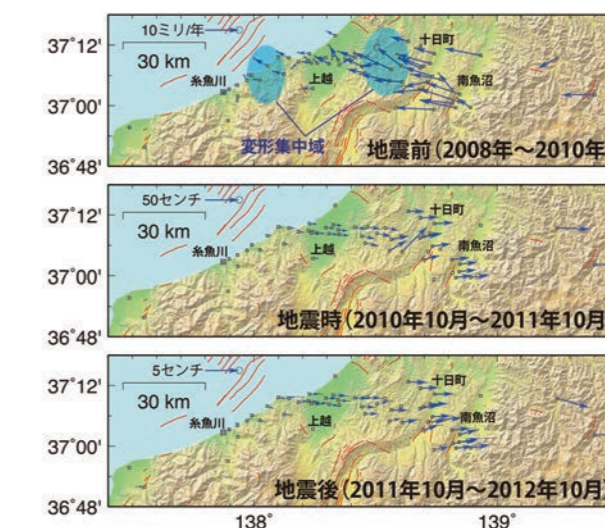 37°12'
37°00'
36°48'
10ミリ/年
30 km
糸魚川
上越
十日町
南魚沼
変形集中域
地震前(2008年〜2010年
37°12'
37°00'
36°48'
50センチ
30 km
糸魚川
上越
十日町
南魚沼
地震時(2010年10月〜2011年10月
37°12'
37°00'
36°48'
5センチ
30 km
糸魚川
上越
十日町
南魚沼
地震後(2011年10月〜2012年10月)
138°
139°